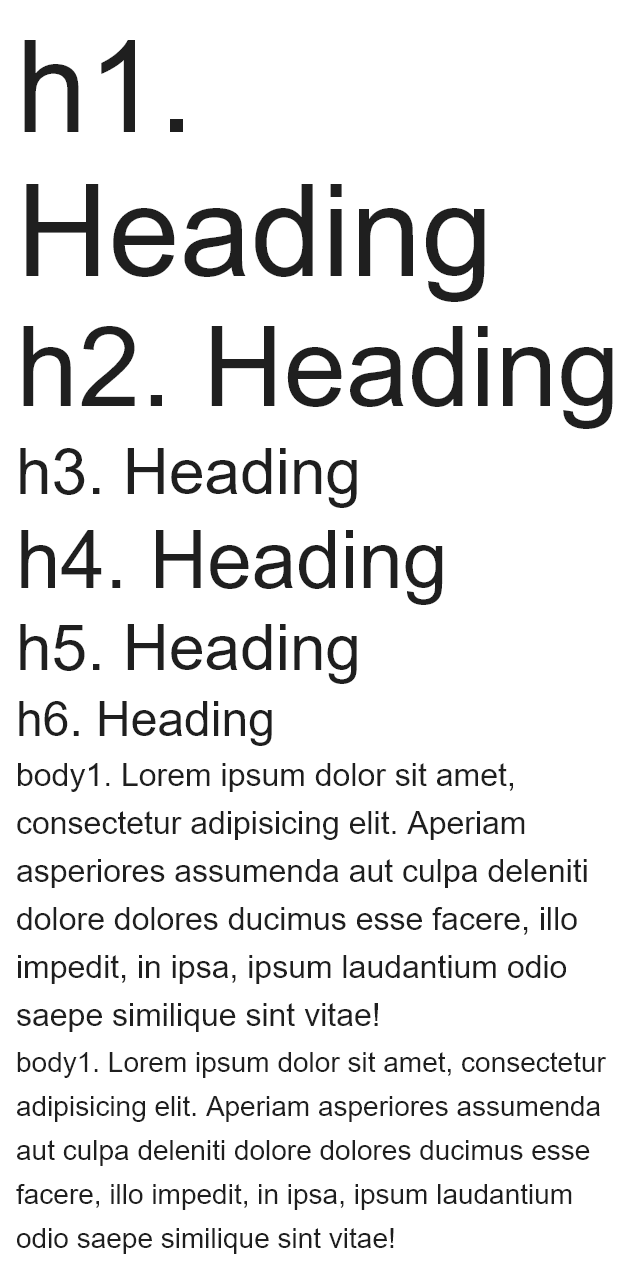 h1.
Heading
h2. Heading
h3. Heading
h4. Heading
h5. Heading
h6. Heading
body1. Lorem ipsum dolor sit amet,
consectetur adipisicing elit. Aperiam
asperiores assumenda aut culpa deleniti
dolore dolores ducimus esse facere, illo
impedit, in ipsa, ipsum laudantium odio
saepe similique sint vitae!
body1. Lorem ipsum dolor sit amet, consectetur
adipisicing elit. Aperiam asperiores assumenda
aut culpa deleniti dolore dolores ducimus esse
facere, illo impedit, in ipsa, ipsum laudantium
odio saepe similique sint vitae!